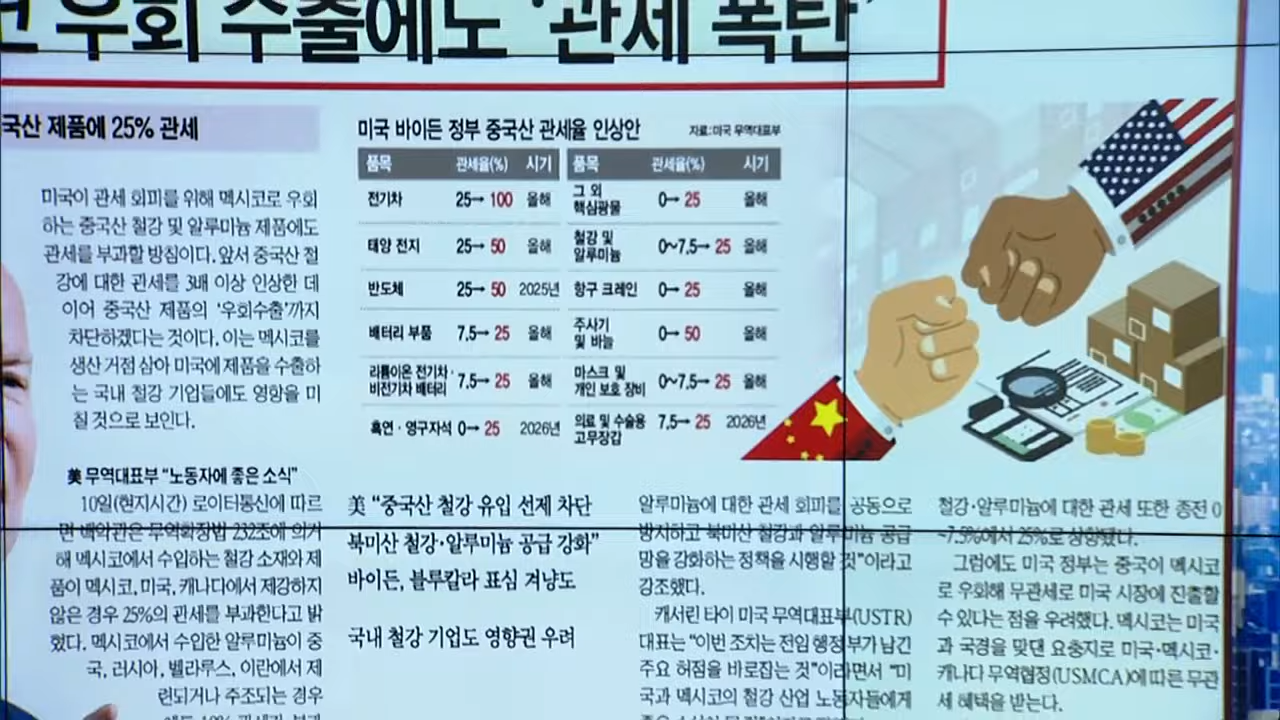 우회 수출에도 '관세 폭탄'
국산 제품에 25% 관세
미국이 관세 회피를 위해 멕시코로 우회
하는 중국산 철강 및 알루미늄 제품에도
관세를 부과할 방침이다. 앞서 중국산 철
강에 대한 관세를 3배 이상 인상한 데
이어 중국산 제품의 '우회수출'까지
차단하겠다는 것이다. 이는 멕시코를
생산 거점 삼아 미국에 제품을 수출하
는 국내 철강 기업들에도 영향을 미
칠 것으로 보인다.
美 무역대표부 "노동자에 좋은 소식"
10일(현지시간) 로이터통신에 따르
면 백악관은 무역확장법 232조에 의거
해 멕시코에서 수입하는 철강 소재와 제
품이 멕시코, 미국, 캐나다에서 제강하지
않은 경우 25%의 관세를 부과한다고 밝
혔다. 멕시코에서 수입한 알루미늄이 중
국, 러시아, 벨라루스, 이란에서 제
련되거나 주조되는 경우
미국 바이든 정부 중국산 관세율 인상안
자료:미국 무역대표부
품목 관세율(%) 시기 품목 관세율(%) 시기
전기차 25→ 100 올해
그 외
핵심광물 0→ 25 올해
태양 전지 25→ 50 올해
철강 및
알루미늄 0~7.5→ 25 올해
반도체 25→ 50 2025년 항구 크레인 0→ 25 올해
배터리 부품 7.5→ 25 올해
주사기
및 바늘 0→ 50 올해
리튬이온 전기차·
비전기차 배터리 7.5→ 25 올해
마스크 및
개인 보호 장비 0~7.5→ 25 올해
흑연·영구자석 0→ 25 2026년
의료 및 수술용
고무장갑 7.5→ 25 2026년
美 "중국산 철강 유입 선제 차단
북미산 철강·알루미늄 공급 강화"
바이든, 블루칼라 표심 겨냥도
국내 철강 기업도 영향권 우려
알루미늄에 대한 관세 회피를 공동으로
방지하고 북미산 철강과 알루미늄 공급
망을 강화하는 정책을 시행할 것"이라고
강조했다.
캐서린 타이 미국 무역대표부(USTR)
대표는 "이번 조치는 전임 행정부가 남긴
주요 허점을 바로잡는 것"이라면서 "미
국과 멕시코의 철강 산업 노동자들에게
철강·알루미늄에 대한 관세 또한 종전 0
~7.5%에서 25%로 상향됐다.
그럼에도 미국 정부는 중국이 멕시코
로 우회해 무관세로 미국 시장에 진출할
수 있다는 점을 우려했다. 멕시코는 미국
과 국경을 맞댄 요충지로 미국·멕시코·
캐나다 무역협정(USMCA)에 따른 무관
세 혜택을 받는다.